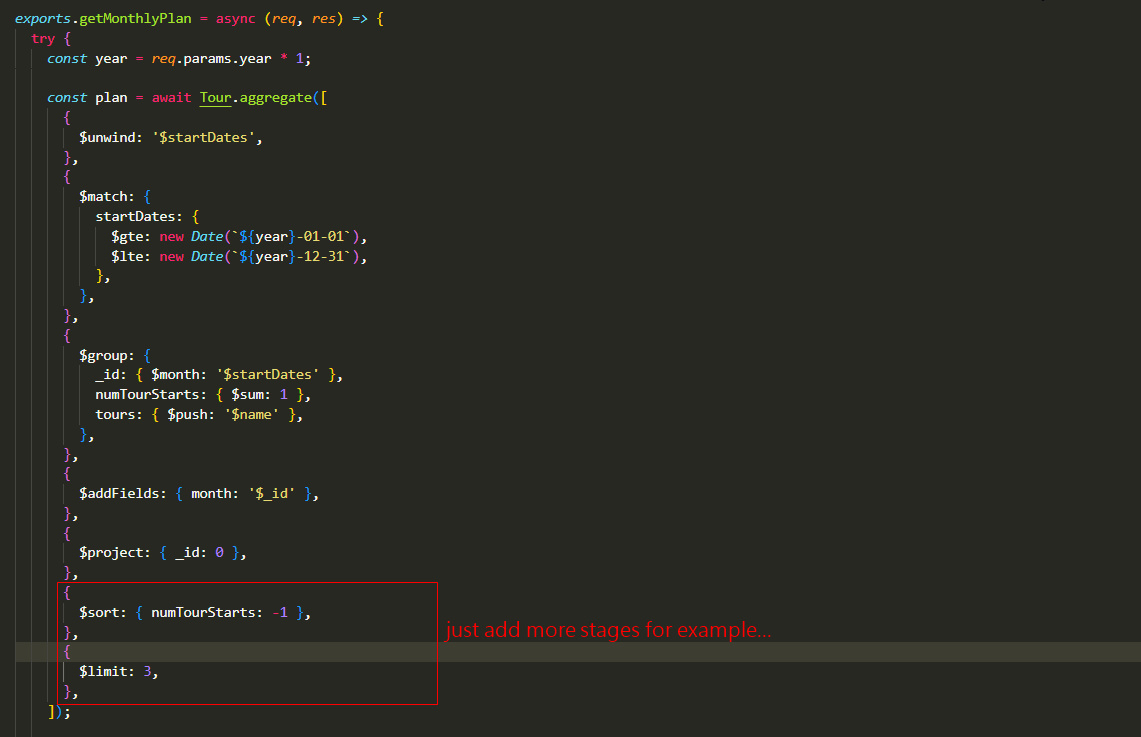 exports.getMonthlyPlan = async (req, res) => {
try {
const year = req.params.year * 1;
const plan = await Tour.aggregate([
{
$unwind: '$startDates',
},
{
$match: {
startDates: {
$gte: new Date(`${year}-01-01`),
$lte: new Date(`${year}-12-31`),
},
},
},
{
$group: {
_id: { $month: '$startDates' },
numTourStarts: { $sum: 1 },
tours: { $push: '$name' },
},
},
{
$addFields: { month: '$_id' },
},
{
$project: { _id: 0 },
},
{
$sort: { numTourStarts: -1 },
},
just add more stages for example...
{
$limit: 3,
},
]);